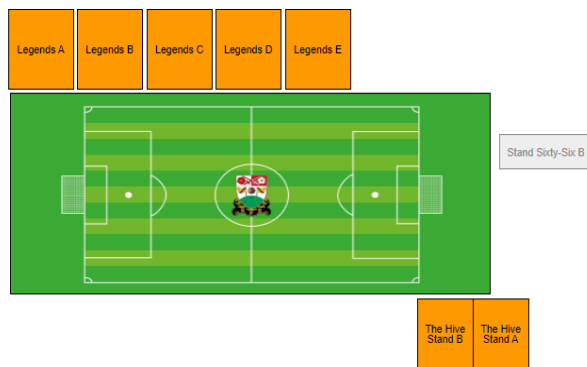 Legends A
Legends B
Legends C
Legends D
Legends E
Stand Sixty-Six B
The Hive
Stand B
The Hive
Stand A